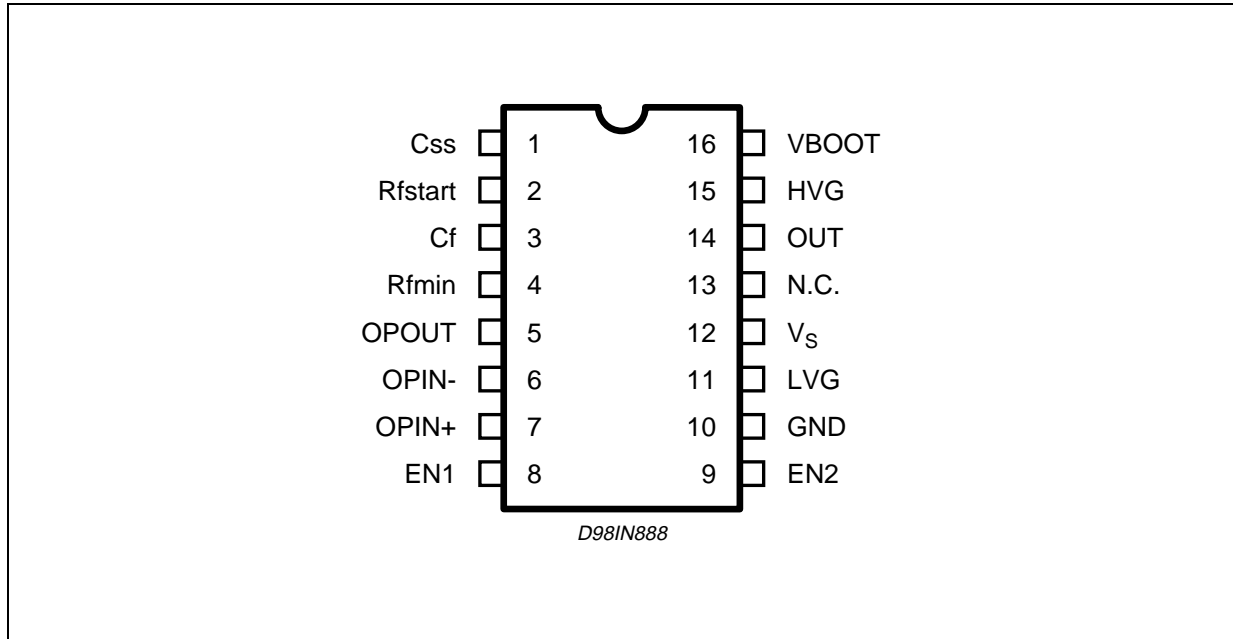 Css 1 16 VBOOT
Rfstart 2 15 HVG
Cf 3 14 OUT
Rfmin 4 13 N.C.
OPOUT 5 12 VS
OPIN- 6 11 LVG
OPIN+ 7 10 GND
EN1 8 9 EN2
D98IN888